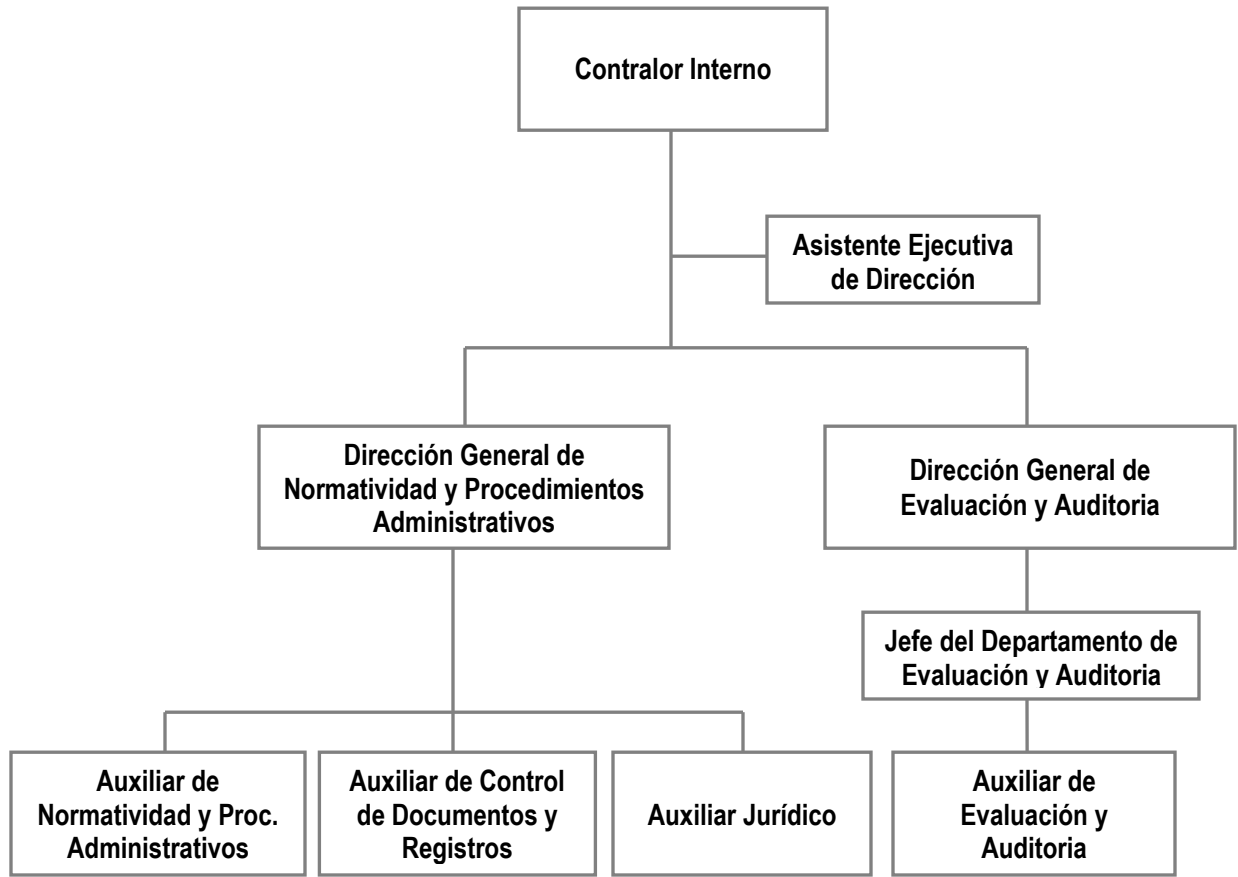 Contralor Interno
Asistente Ejecutiva
de Dirección
Dirección General de
Normatividad y Procedimientos
Administrativos
Dirección General de
Evaluación y Auditoria
Jefe del Departamento de
Evaluación y Auditoria
Auxiliar de
Normatividad y Proc.
Administrativos
Auxiliar de Control
de Documentos y
Registros
Auxiliar Jurídico
Auxiliar de
Evaluación y
Auditoria